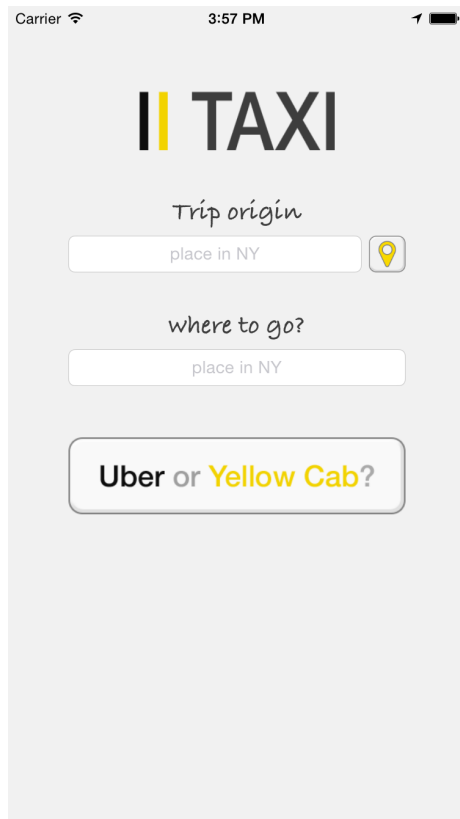 Carrier 3:57 PM
II TAXI
Trip origin
place in NY
where to go?
place in NY
Uber or Yellow Cab?